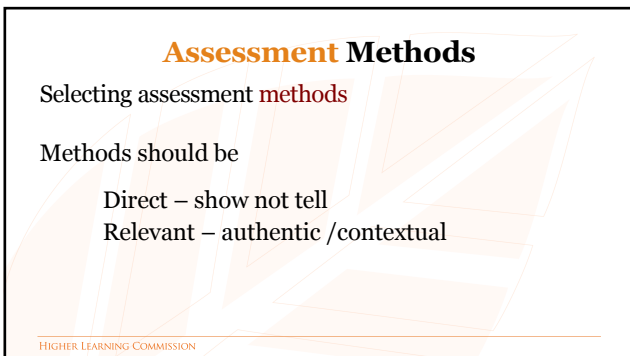 Assessment Methods
Selecting assessment methods
Methods should be
Direct – show not tell
Relevant – authentic /contextual
HIGHER LEARNING COMMISSION